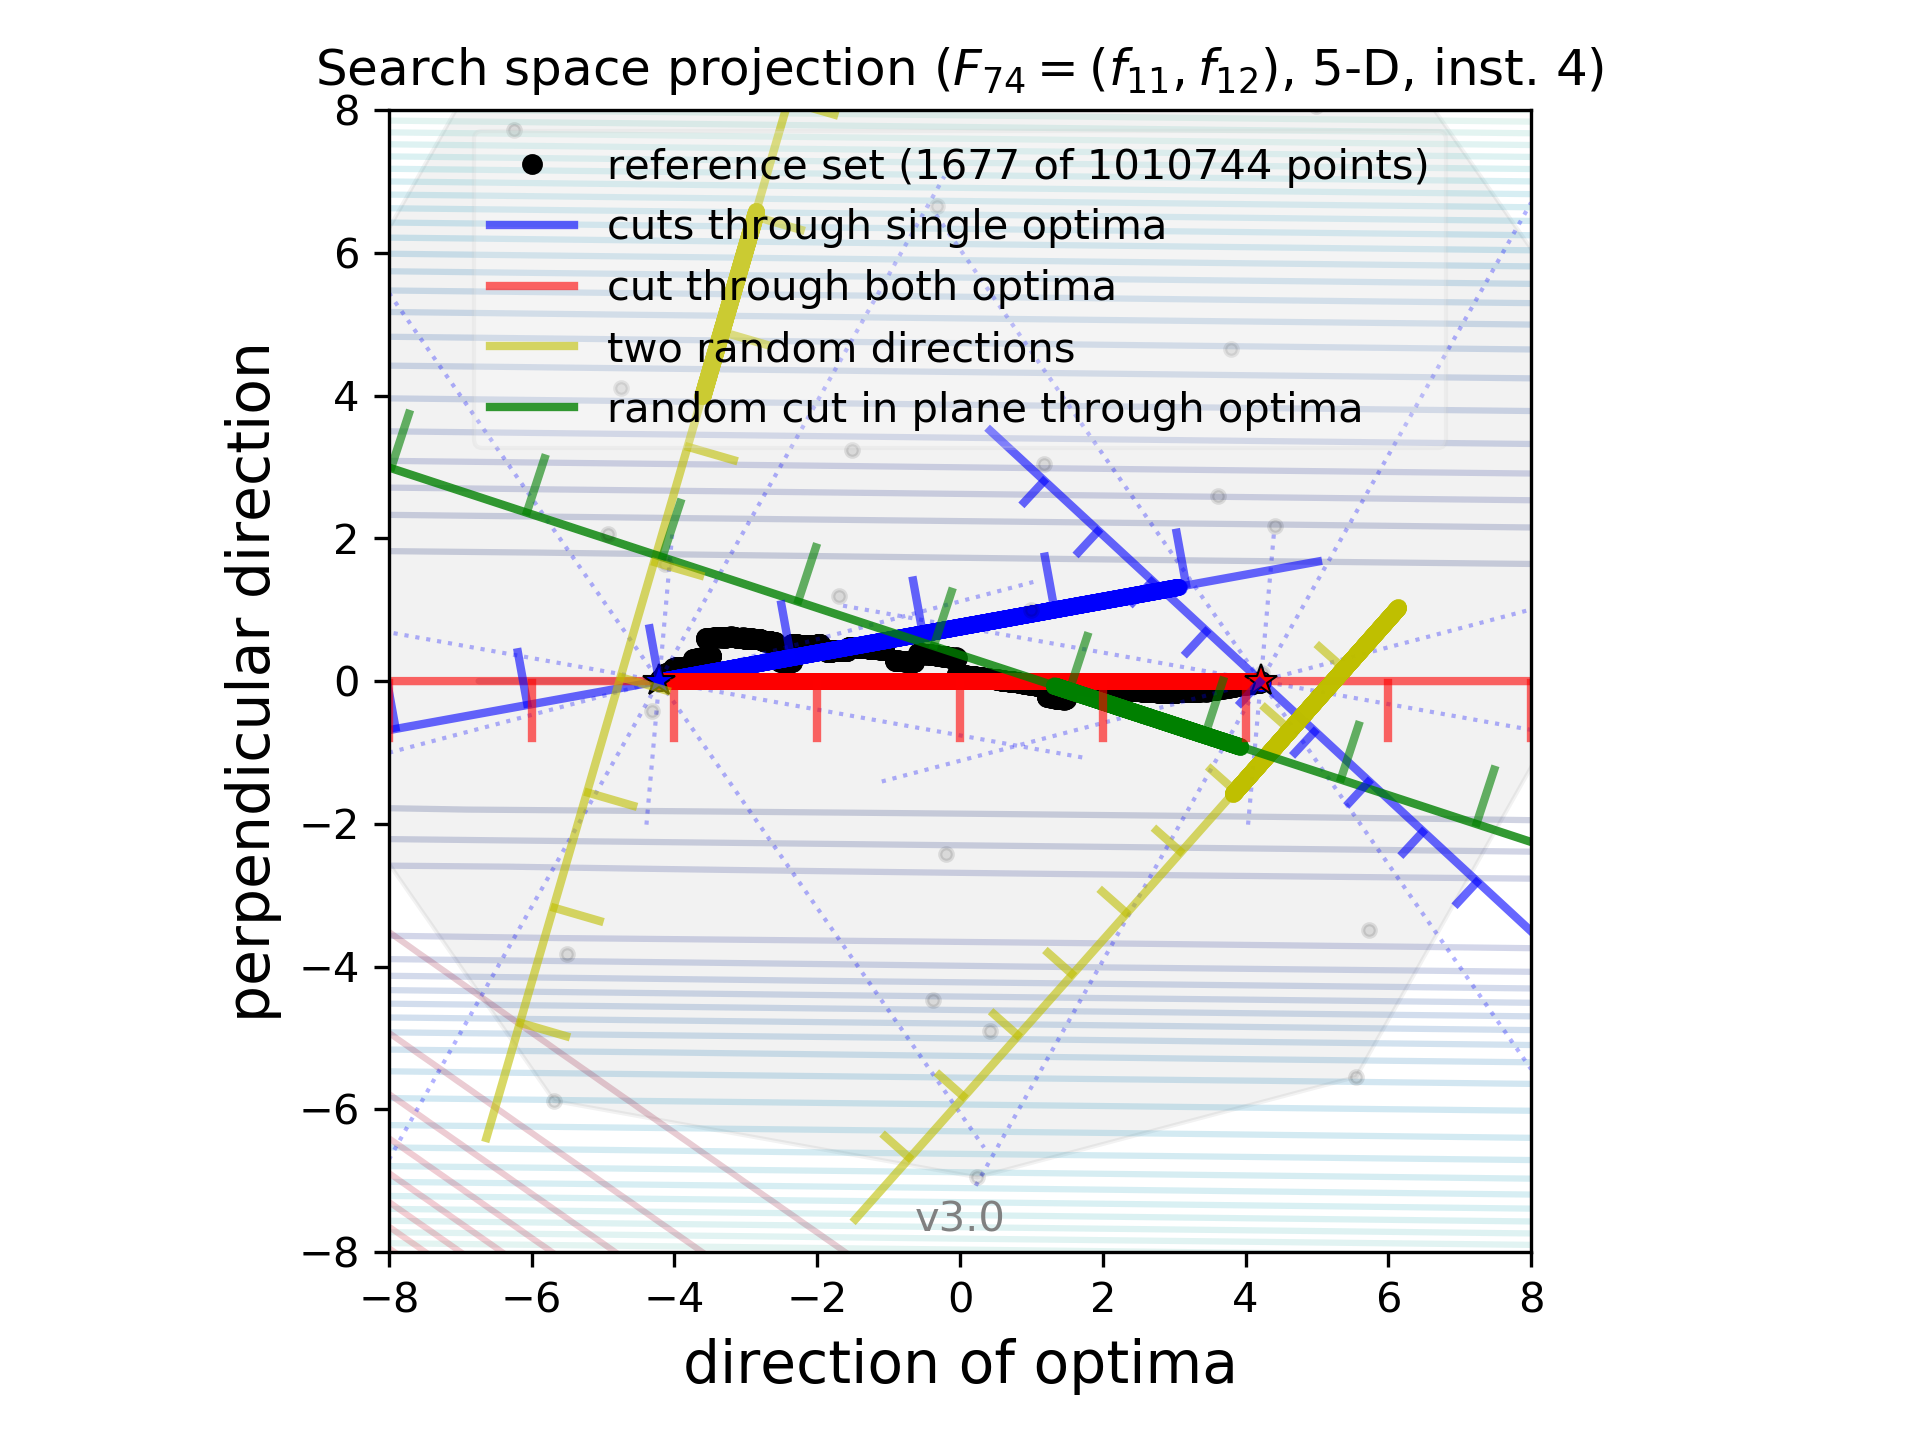 Search space projection (F74 = (f11, f12), 5-D, inst. 4)
8
6
4
2
0
−2
−4
−6
−8
perpendicular direction
reference set (1677 of 1010744 points)
cuts through single optima
cut through both optima
two random directions
random cut in plane through optima
v3.0
−8 −6 −4 −2 0 2 4 6 8
direction of optima